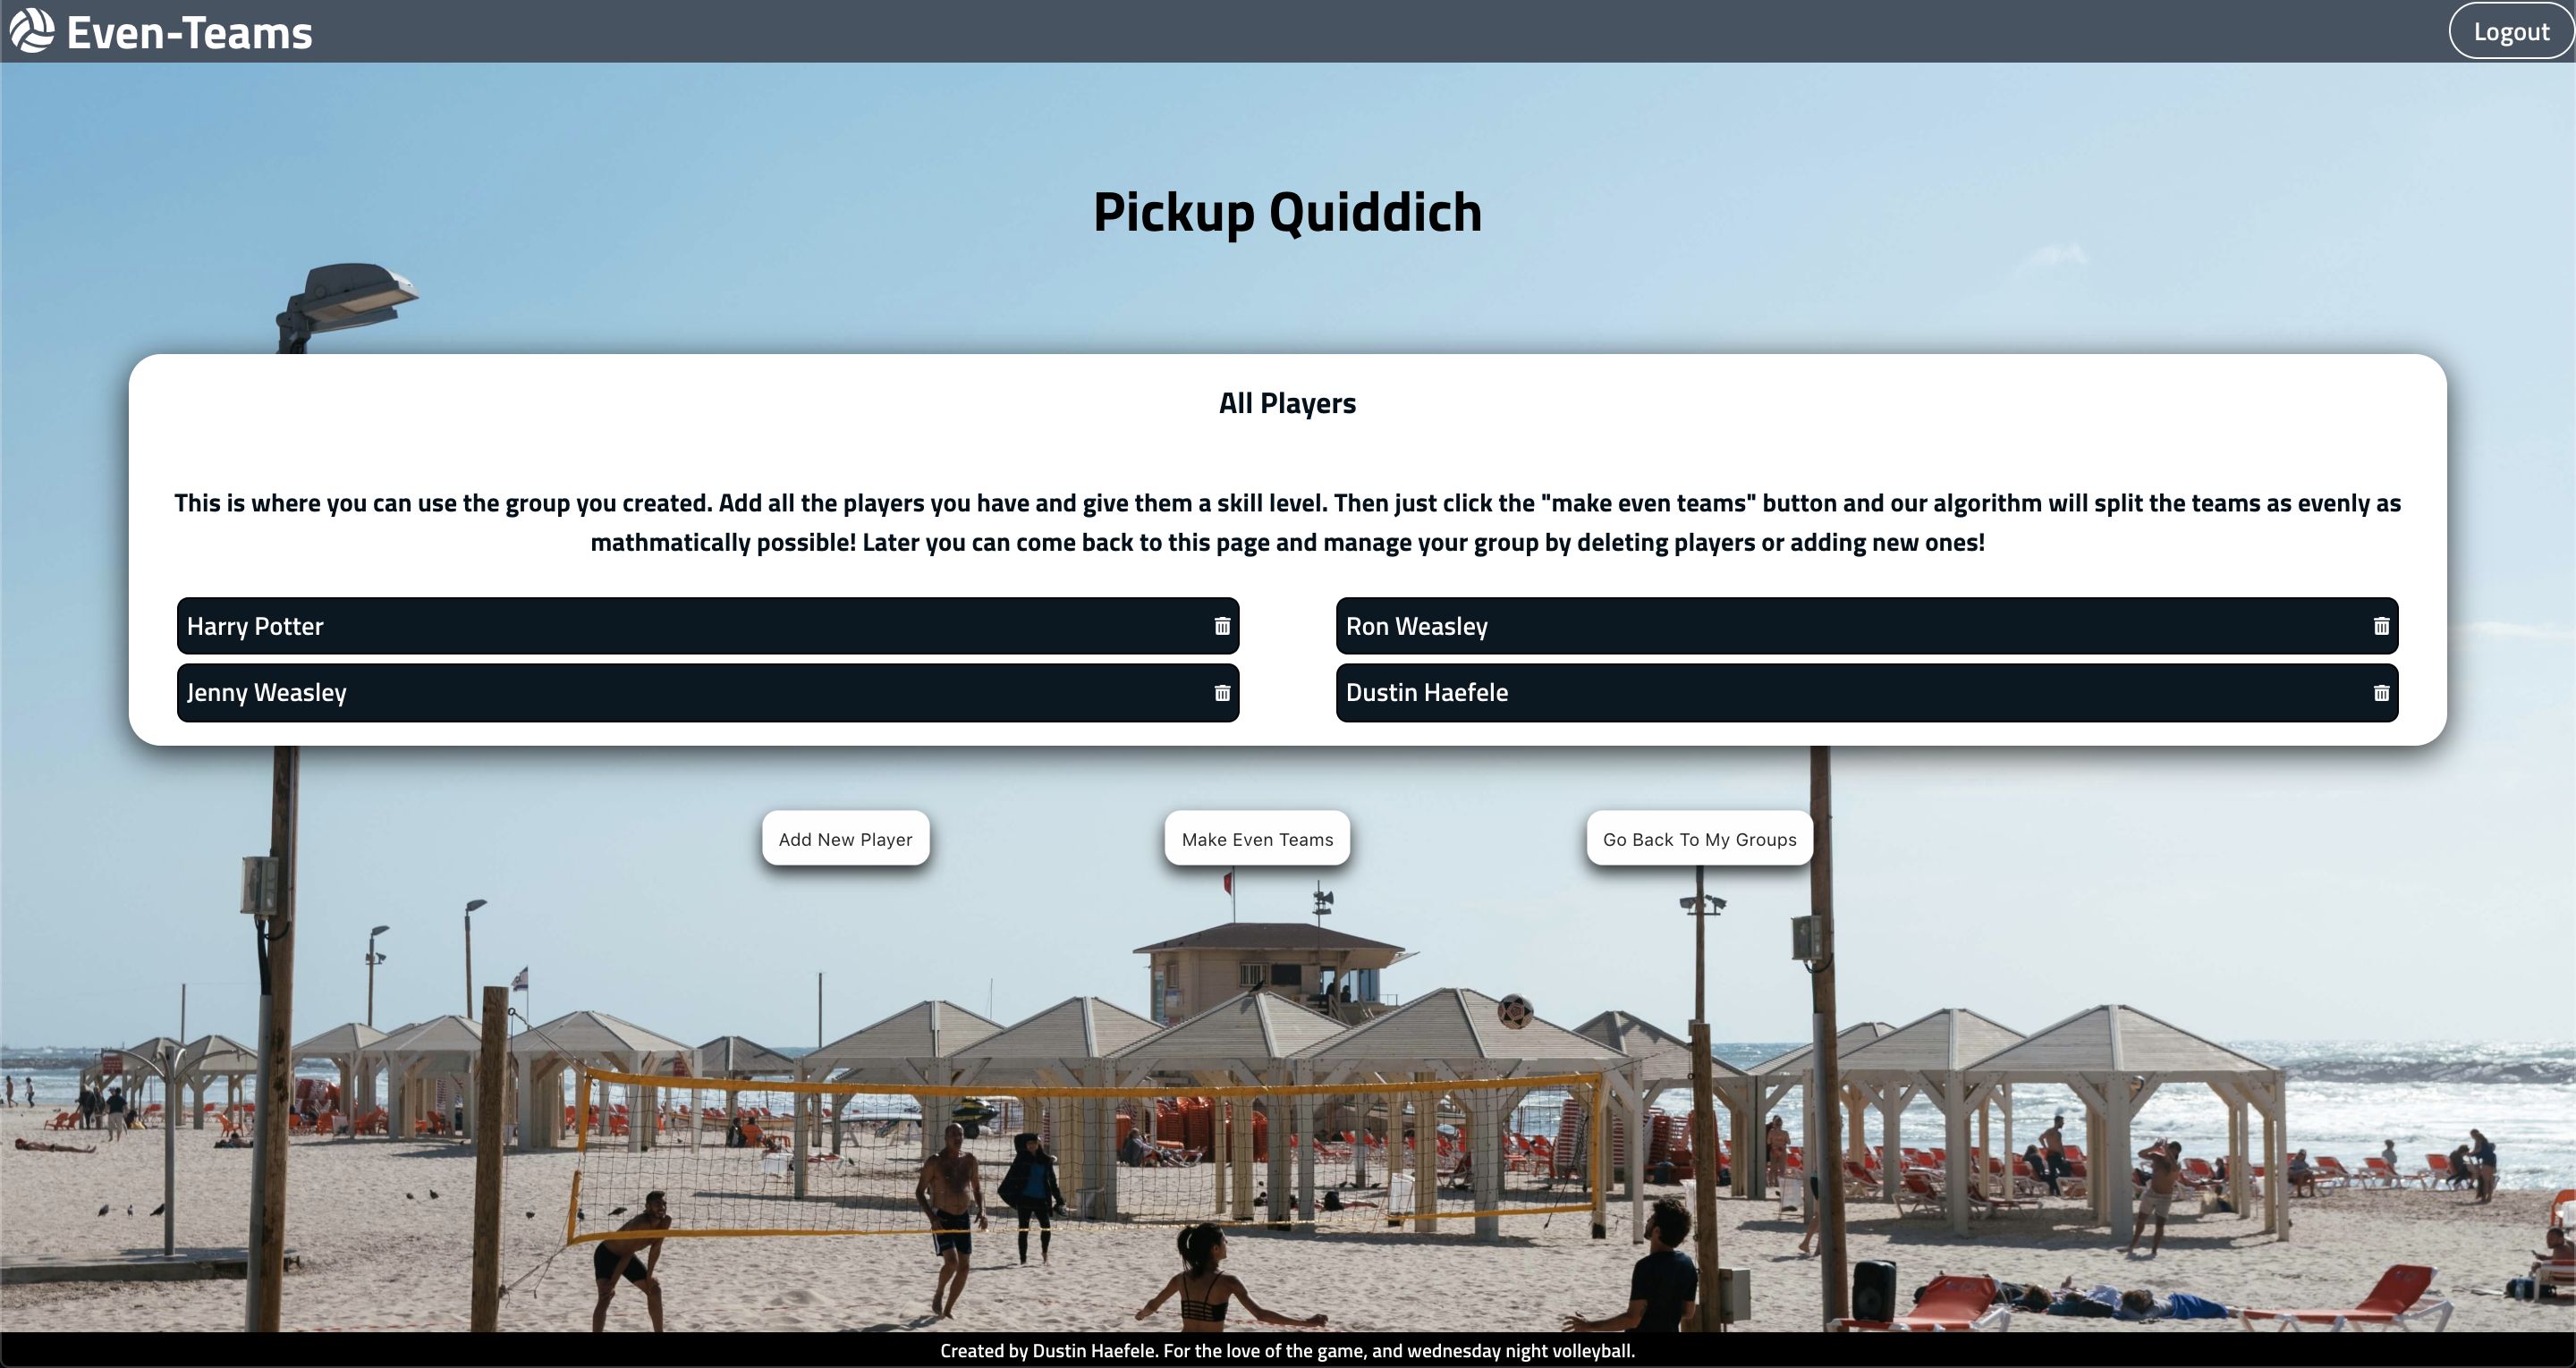 Even-Teams
Logout
Pickup Quiddich
All Players
This is where you can use the group you created. Add all the players you have and give them a skill level. Then just click the "make even teams" button and our algorithm will split the teams as evenly as
mathmatically possible! Later you can come back to this page and manage your group by deleting players or adding new ones!
Harry Potter
Ron Weasley
Jenny Weasley
Dustin Haefele
Add New Player
Make Even Teams
Go Back To My Groups
Created by Dustin Haefele. For the love of the game, and wednesday night volleyball.